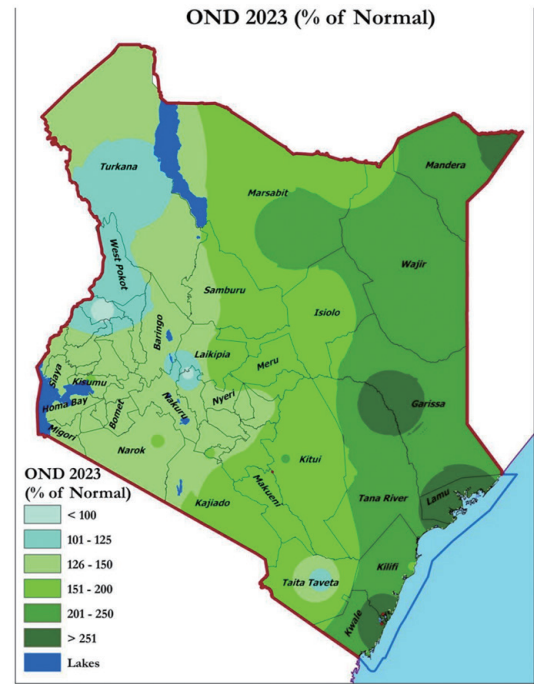 OND 2023 (% of Normal)
Mandera
Turkana
Marsabit
West Pokot
Wajir
Samburu
Isiolo
Baringo
Laikipia
Meru
Siaya
Kisumu
Nyeri
Homa Bay
Bomet
Nakuru
Garissa
Migori
Narok
Kitui
Makueni
Tana River
Lamu
Kajiado
Kilifi
Taita Taveta
Kwale
OND 2023
(% of Normal)
< 100
101 - 125
126 - 150
151 - 200
201 - 250
> 251
Lakes